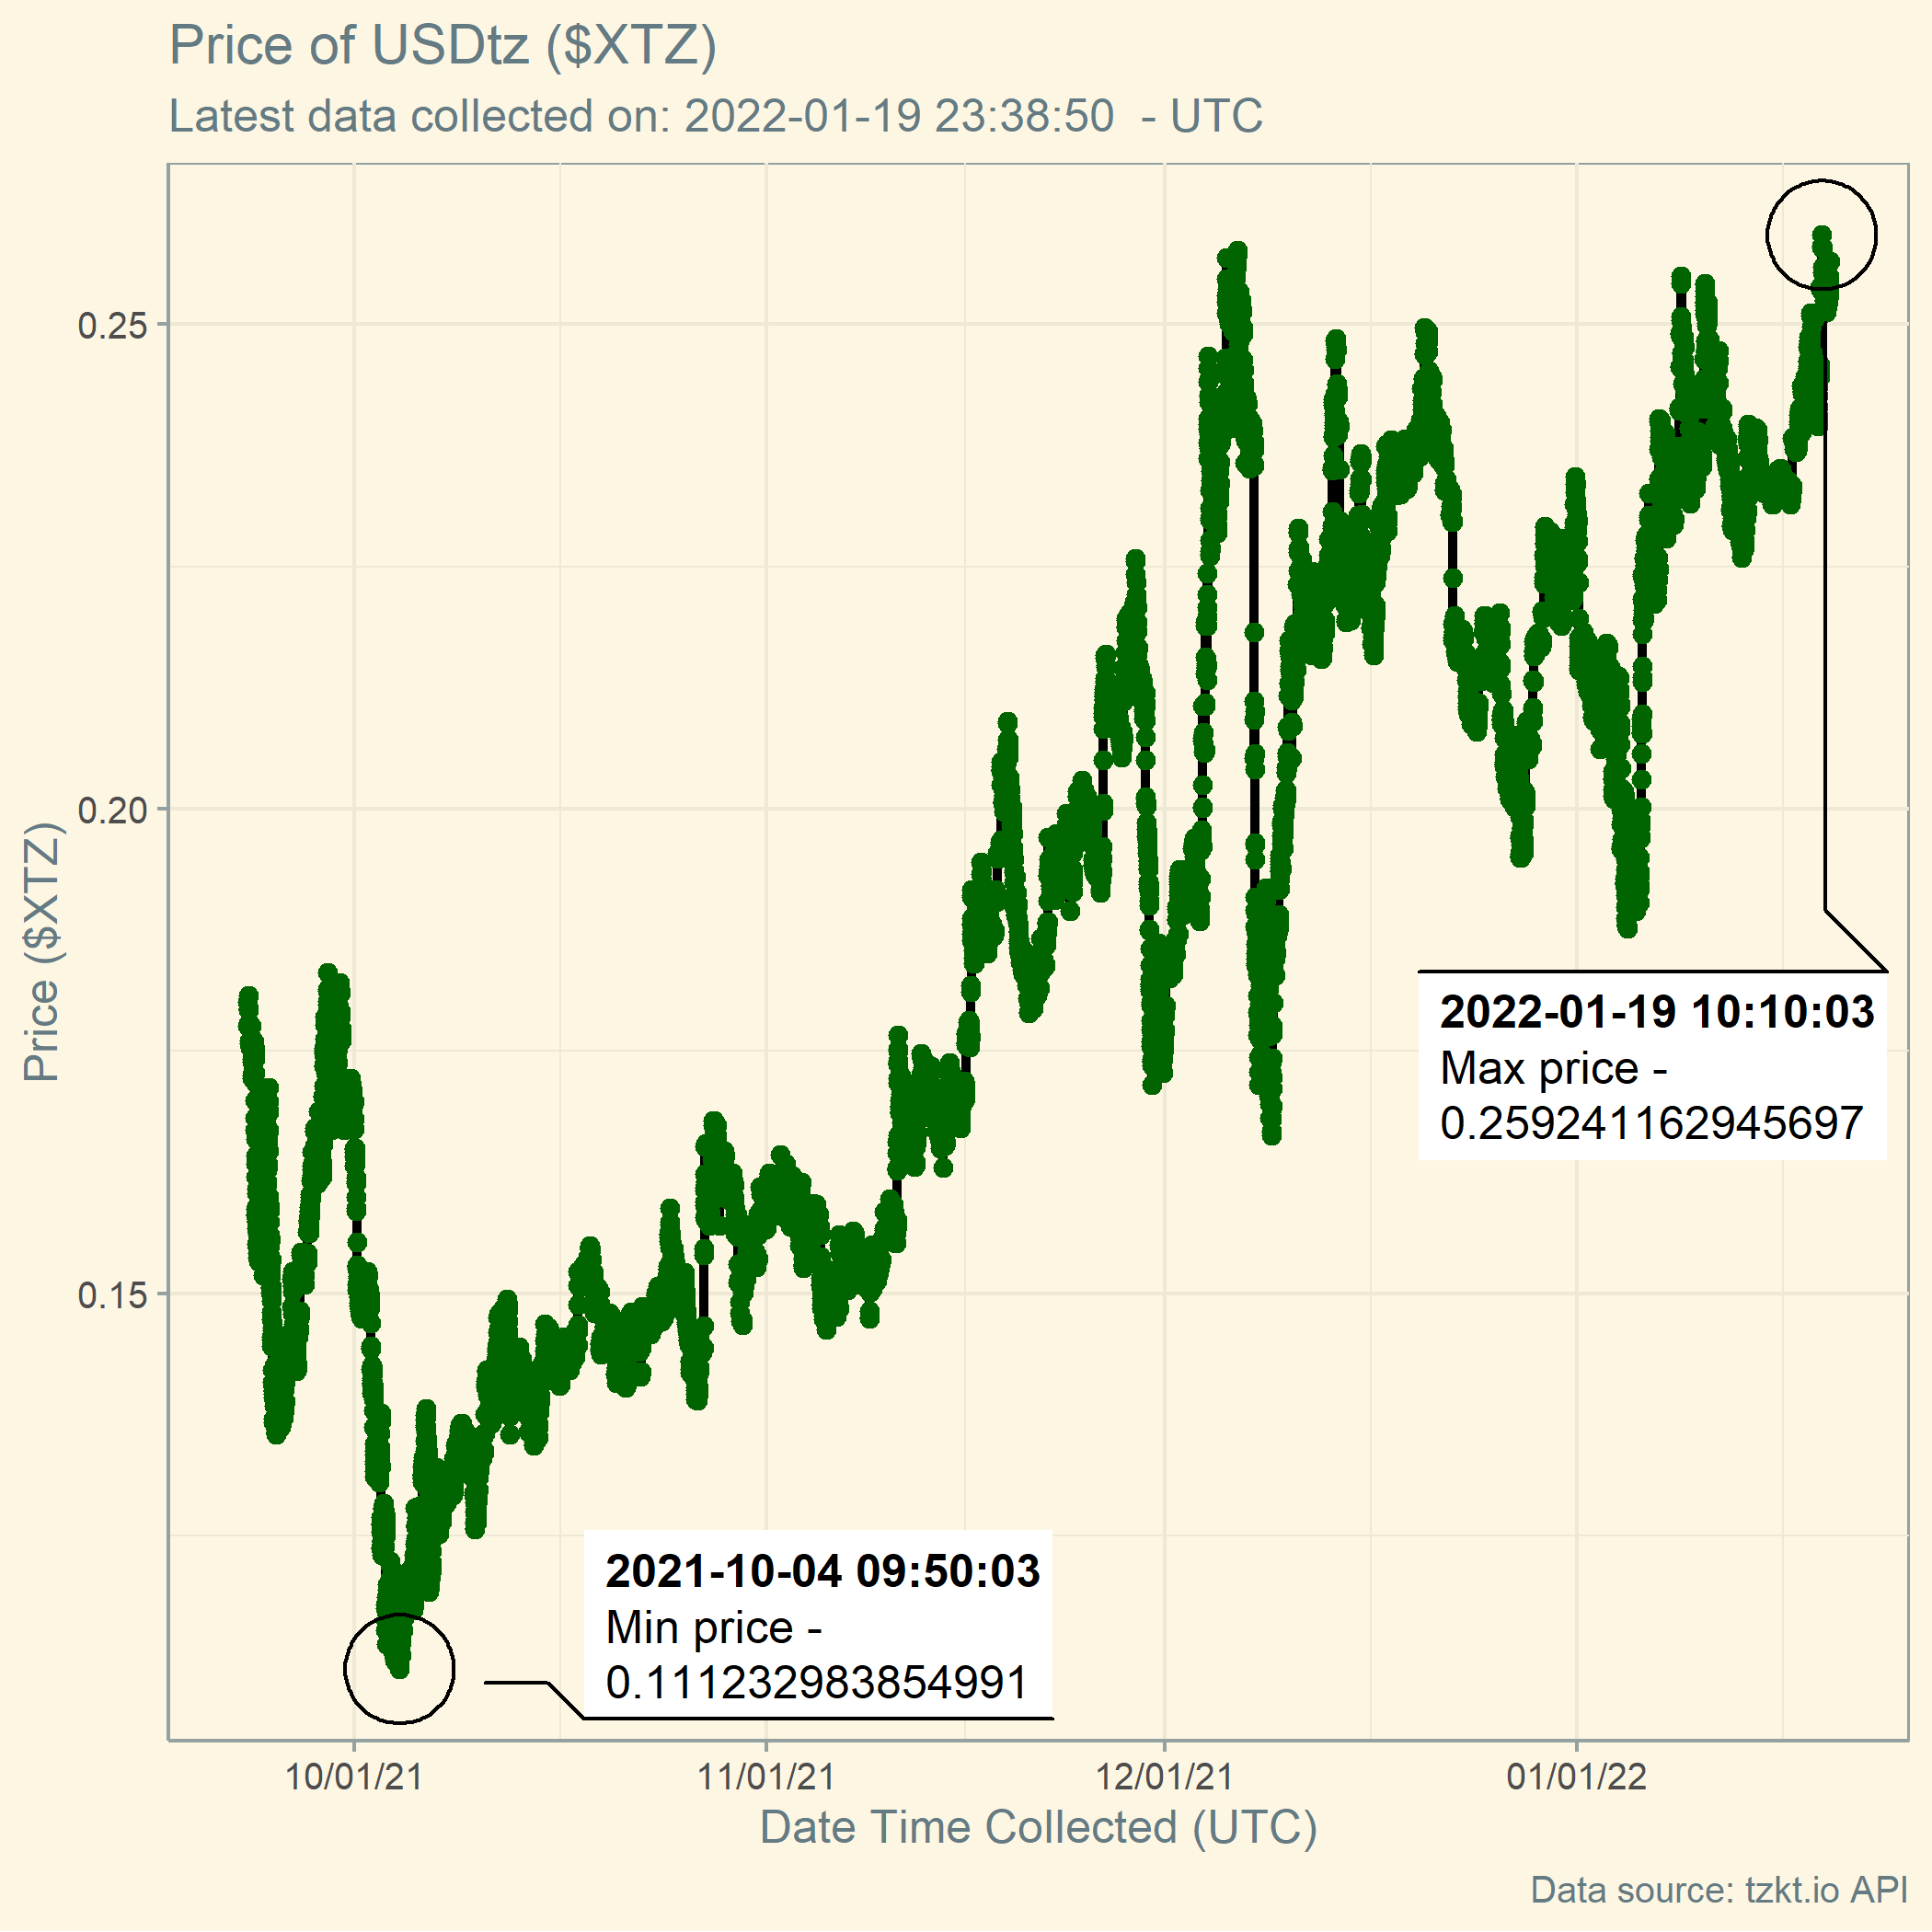 Price of USDtz ($XTZ)
Latest data collected on: 2022-01-19 23:38:50  - UTC
0.25
0.20
0.15
Price ($XTZ)
2022-01-19 10:10:03
Max price -
0.259241162945697
2021-10-04 09:50:03
Min price -
0.111232983854991
10/01/21
11/01/21
12/01/21
01/01/22
Date Time Collected (UTC)
Data source: tzkt.io API